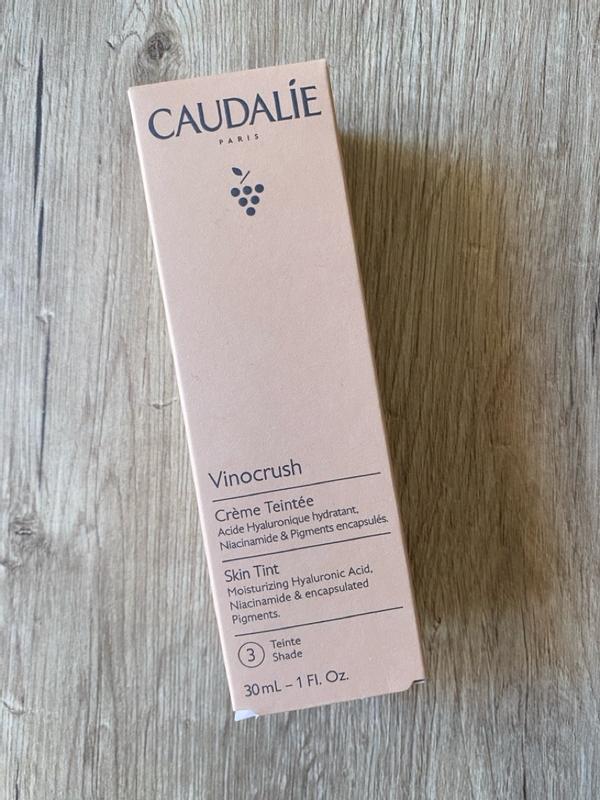 CAUDALÍE
PARIS
Vinocrush
Crème Teintée
Acide Hyaluronique hydratant,
Niacinamide & Pigments encapsulés.
Skin Tint
Moisturizing Hyaluronic Acid,
Niacinamide & encapsulated
Pigments.
3 Teinte
Shade
30 mL – 1 Fl. Oz.